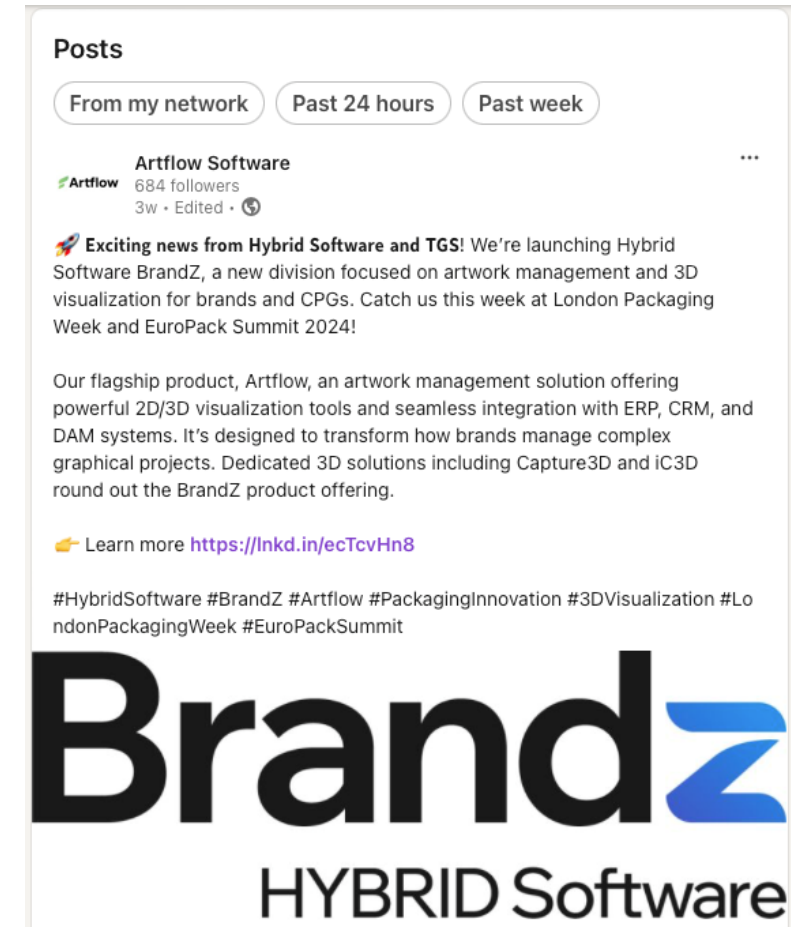 Posts
From my network Past 24 hours Past week
Artflow Software
Artflow
684 followers
3w • Edited •
🚀 Exciting news from Hybrid Software and TGS! We’re launching Hybrid
Software BrandZ, a new division focused on artwork management and 3D
visualization for brands and CPGs. Catch us this week at London Packaging
Week and EuroPack Summit 2024!
Our flagship product, Artflow, an artwork management solution offering
powerful 2D/3D visualization tools and seamless integration with ERP, CRM, and
DAM systems. It’s designed to transform how brands manage complex
graphical projects. Dedicated 3D solutions including Capture3D and iC3D
round out the BrandZ product offering.
👉 Learn more https://lnkd.in/ecTcvHn8
#HybridSoftware #BrandZ #Artflow #PackagingInnovation #3DVisualization #Lo
ndonPackagingWeek #EuroPackSummit
Brandz
HYBRID Software